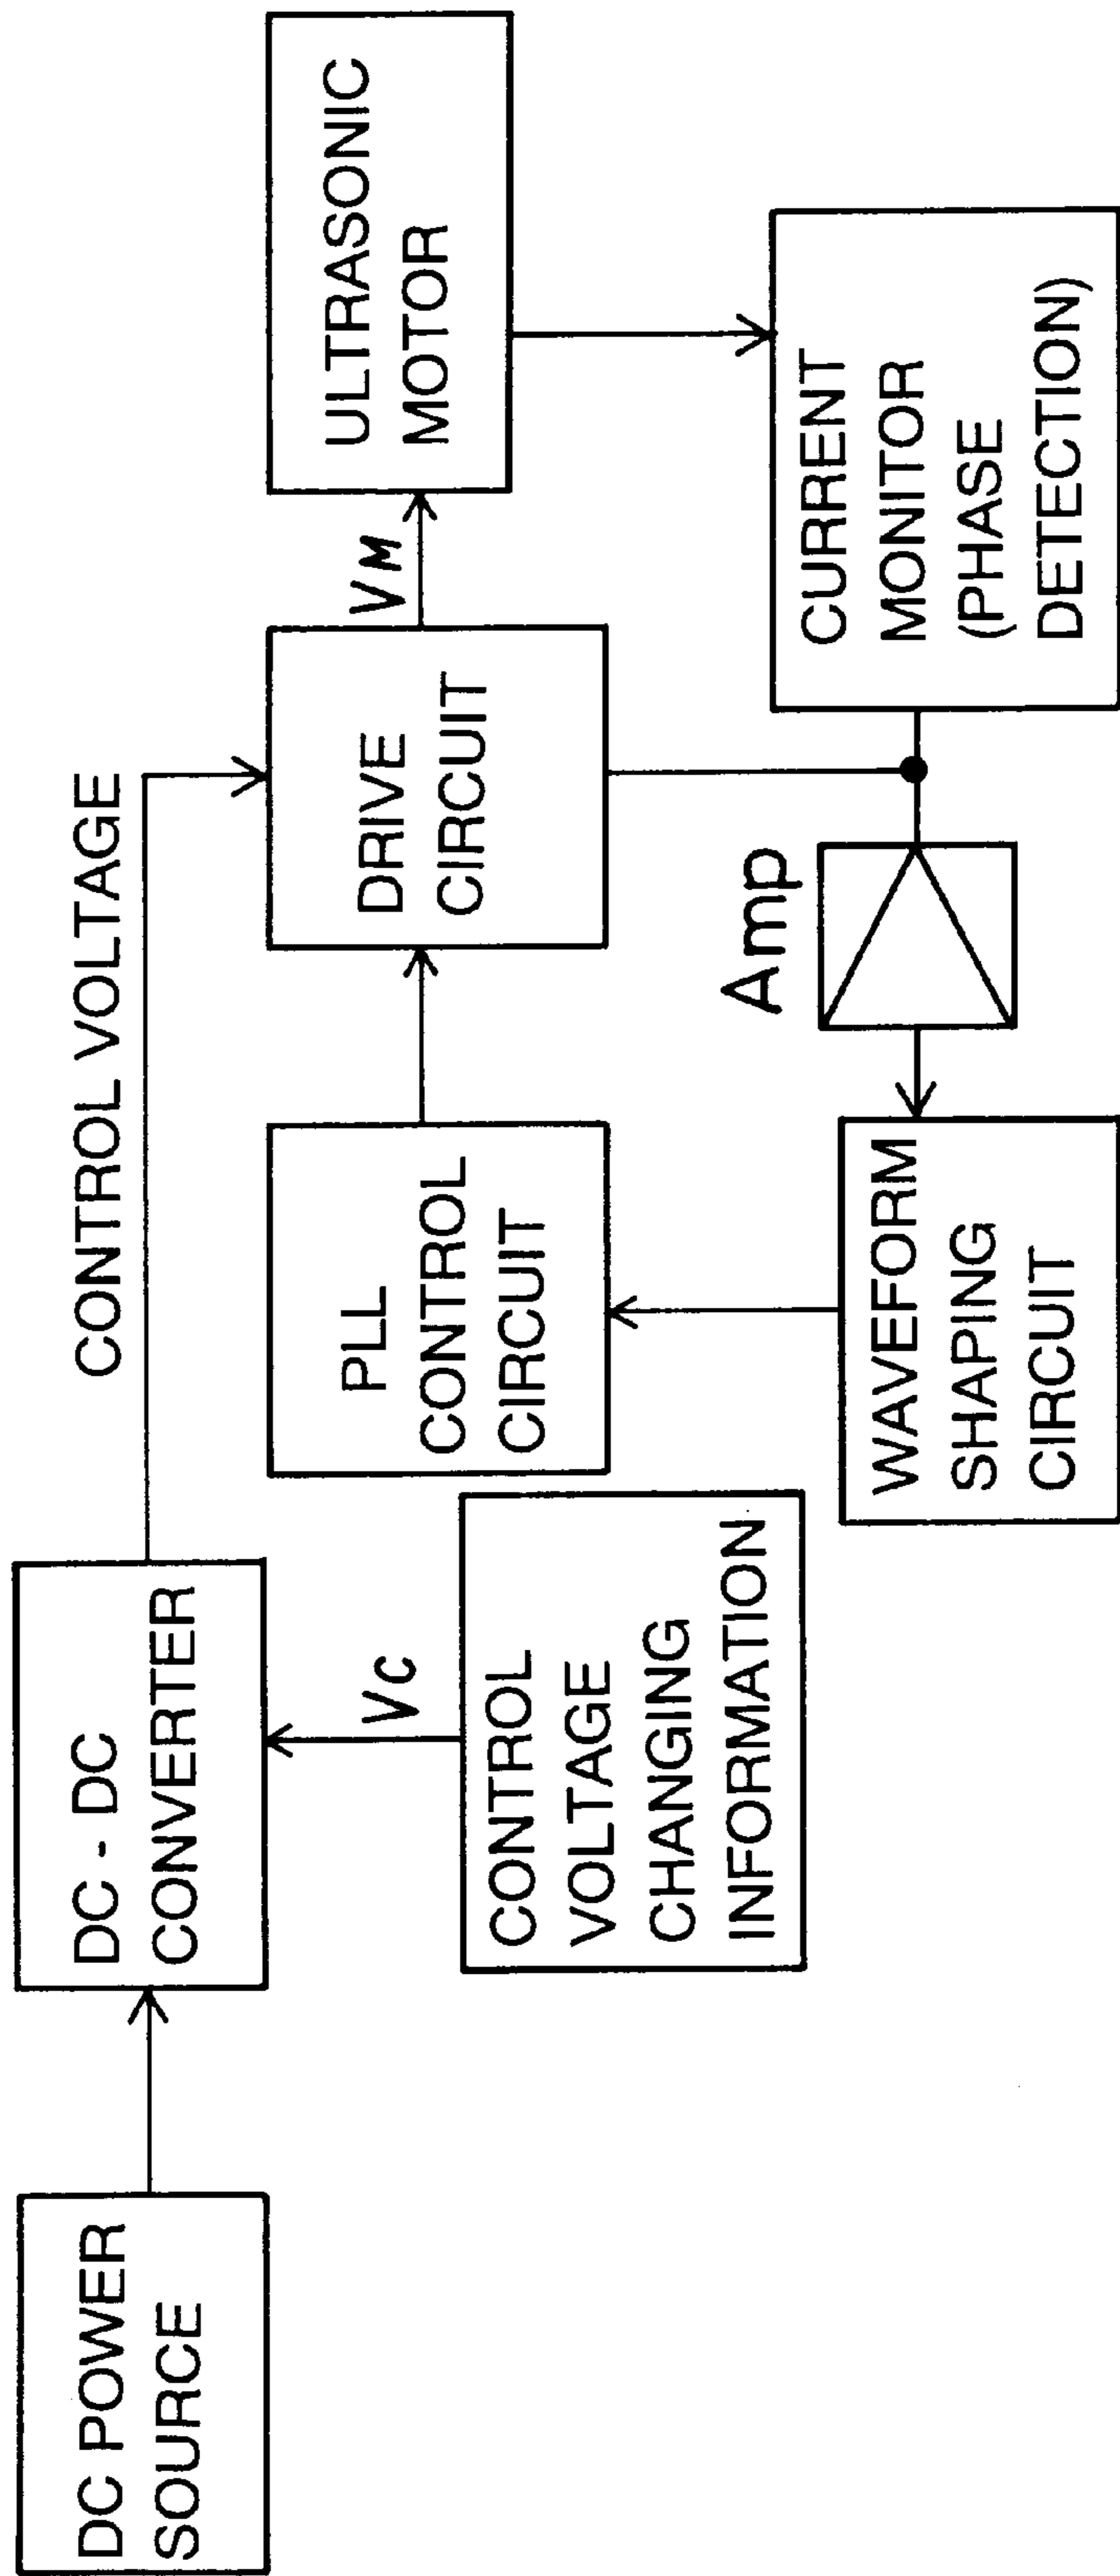 DC POWER
SOURCE
DC - DC
CONVERTER
CONTROL VOLTAGE
Vc
CONTROL
VOLTAGE
CHANGING
INFORMATION
PLL
CONTROL
CIRCUIT
DRIVE
CIRCUIT
VM
ULTRASONIC
MOTOR
WAVEFORM
SHAPING
CIRCUIT
Amp
CURRENT
MONITOR
(PHASE
DETECTION)